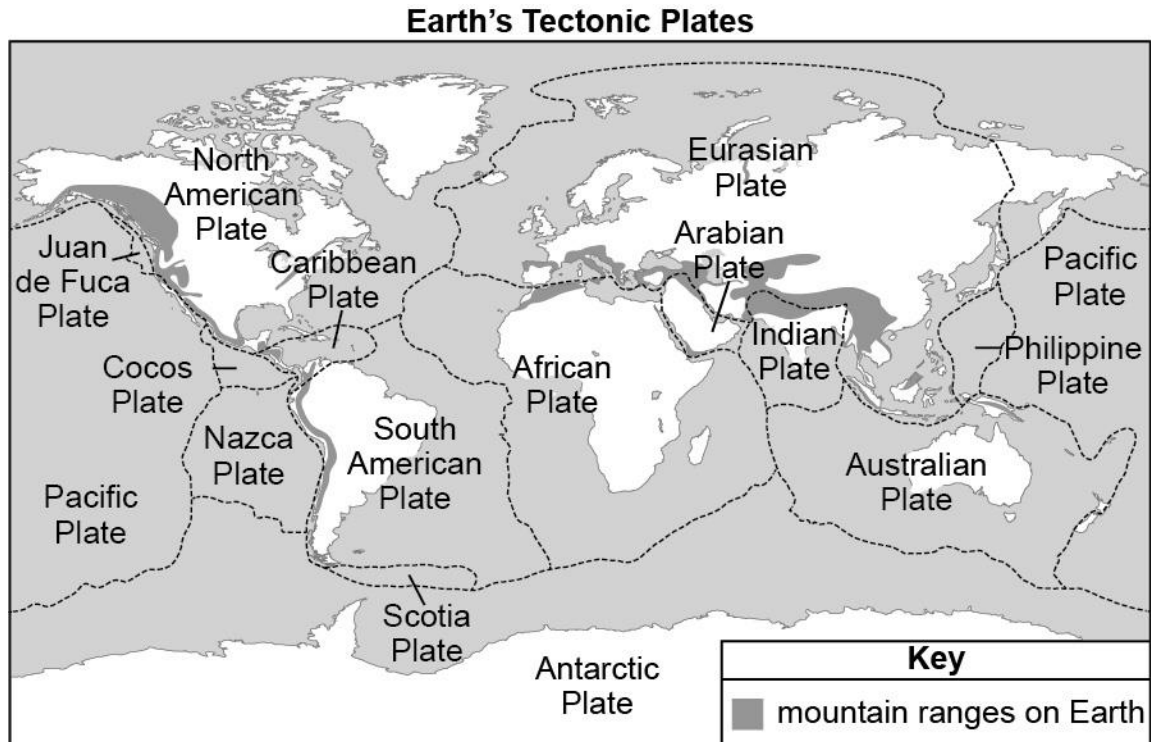 Earth's Tectonic Plates
North
American
Plate
Eurasian
Plate
Juan
de Fuca
Plate
Caribbean
Plate
Arabian
Plate
Pacific
Plate
Cocos
Plate
African
Plate
Indian
Plate
Philippine
Plate
Nazca
Plate
South
American
Plate
Australian
Plate
Pacific
Plate
Scotia
Plate
Antarctic
Plate
Key
mountain ranges on Earth